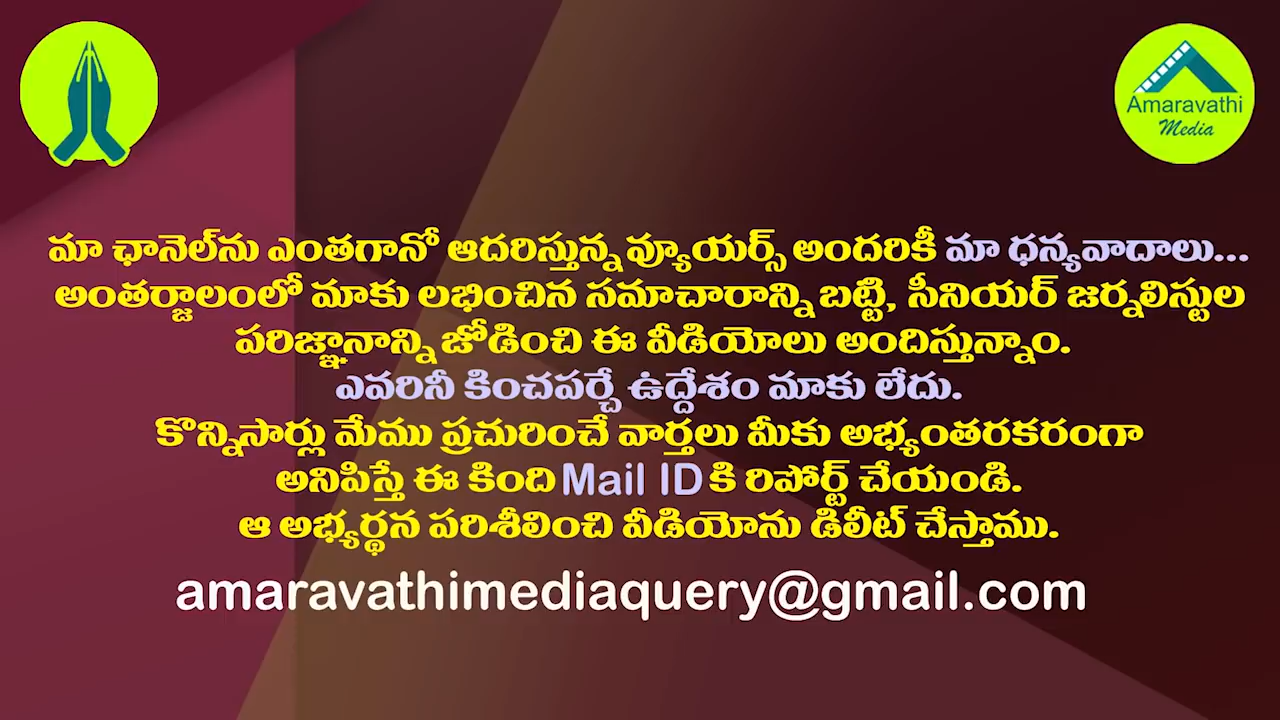 Amaravathi
Media
మా ఛానెల్‌ను ఎంతగానో ఆదరిస్తున్న వ్యూయర్స్ అందరికీ మా ధన్యవాదాలు...
అంతర్జాలంలో మాకు లభించిన సమాచారాన్ని బట్టి, సీనియర్ జర్నలిస్టుల
పరిజ్ఞానాన్ని జోడించి ఈ వీడియోలు అందిస్తున్నాం.
ఎవరినీ కించపర్చే ఉద్దేశం మాకు లేదు.
కొన్నిసార్లు మేము ప్రచురించే వార్తలు మీకు అభ్యంతరకరంగా
అనిపిస్తే ఈ కింది Mail ID కి రిపోర్ట్ చేయండి.
ఆ అభ్యర్థన పరిశీలించి వీడియోను డిలీట్ చేస్తాము.
amaravathimediaquery@gmail.com